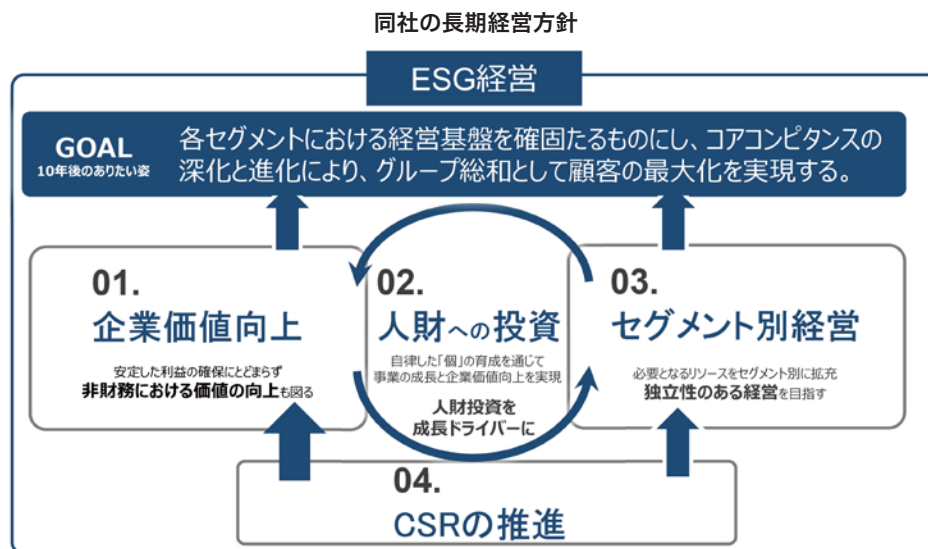 同社の長期経営方針
ESG経営
GOAL
10年後のありたい姿
各セグメントにおける経営基盤を確固たるものにし、コアコンピタンスの
深化と進化により、グループ総和として顧客の最大化を実現する。
01.
企業価値向上
安定した利益の確保にとどまらず
非財務における価値の向上も図る
02.
人財への投資
自律した「個」の育成を通じて
事業の成長と企業価値向上を実現
人財投資を
成長ドライバーに
03.
セグメント別経営
必要となるリソースをセグメント別に拡充
独立性のある経営を目指す
04.
CSRの推進